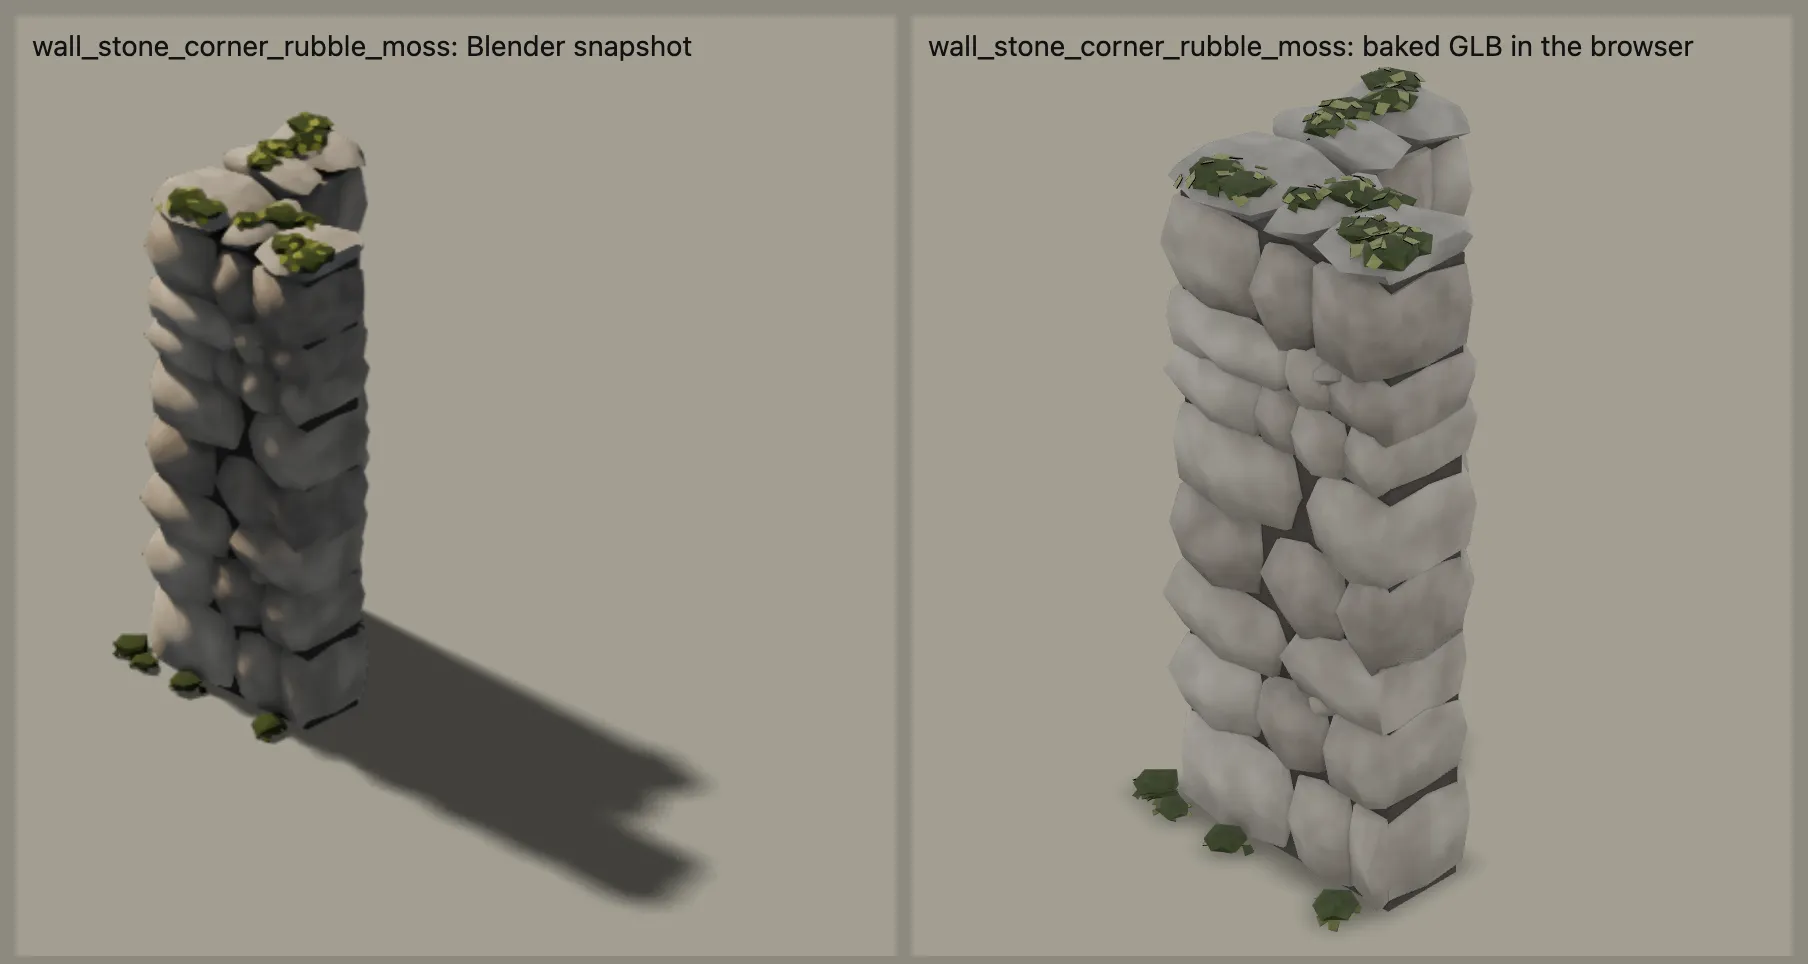 wall_stone_corner_rubble_moss: Blender snapshot
wall_stone_corner_rubble_moss: baked GLB in the browser